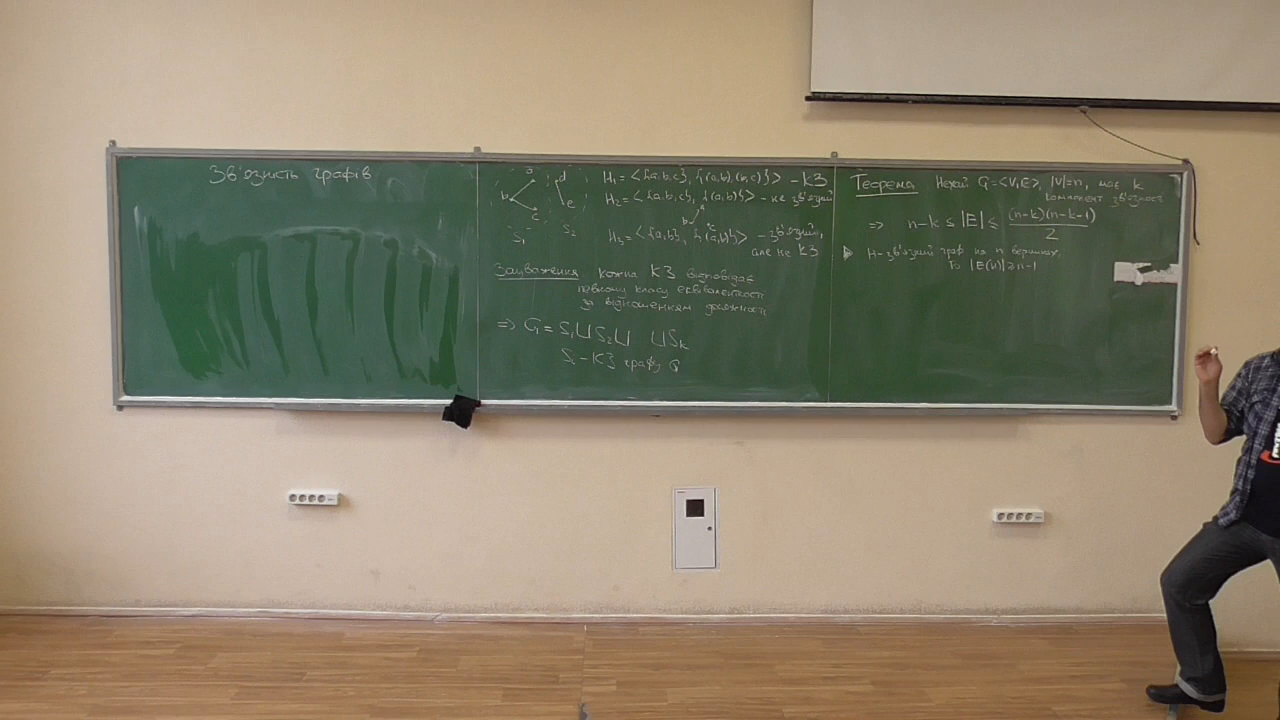 Зв'язність графів
a
b
c
S₁
d
e
S₂
H₁ = <{a,b,c}, {(a,b),(b,c)}> - КЗ
H₂ = <{a,b,c}, {(a,b)}> - не зв'язний
a
b
c
H₃ = <{a,b}, {(a,b)}> - зв'язний,
але не КЗ
Зауваження кожна КЗ відповідає
певному класу еквівалентності
за відношенням досяжності
=> G = S₁ ⊔ S₂ ⊔ ⊔ Sₖ
Sᵢ - КЗ графу G
Теорема Нехай G = <V,E>, |V|=n, має k
компонент зв'язності
=> n-k ≤ |E| ≤ (n-k)(n-k-1)/2
▷ H - зв'язний граф на n вершинах,
то |E(H)| ≥ n-1